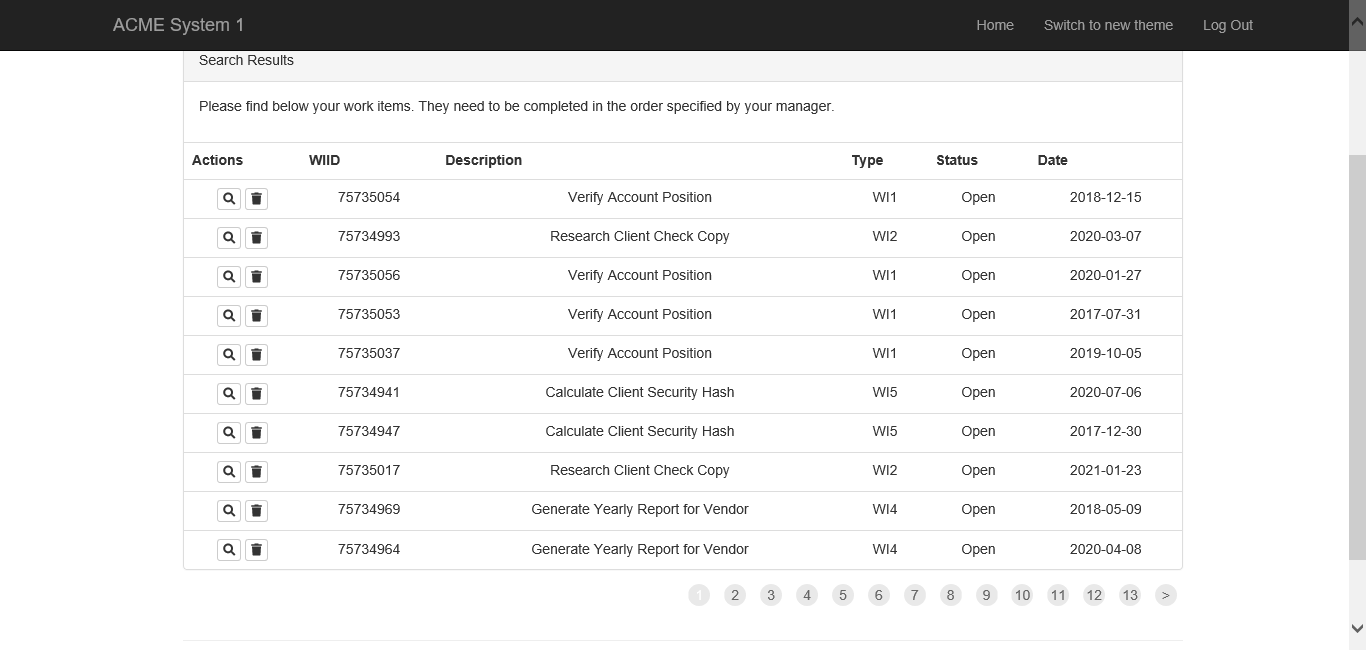 ACME System 1 Home Switch to new theme Log Out
Search Results
Please find below your work items. They need to be completed in the order specified by your manager.
Actions WIID Description Type Status Date
75735054 Verify Account Position WI1 Open 2018-12-15
75734993 Research Client Check Copy WI2 Open 2020-03-07
75735056 Verify Account Position WI1 Open 2020-01-27
75735053 Verify Account Position WI1 Open 2017-07-31
75735037 Verify Account Position WI1 Open 2019-10-05
75734941 Calculate Client Security Hash WI5 Open 2020-07-06
75734947 Calculate Client Security Hash WI5 Open 2017-12-30
75735017 Research Client Check Copy WI2 Open 2021-01-23
75734969 Generate Yearly Report for Vendor WI4 Open 2018-05-09
75734964 Generate Yearly Report for Vendor WI4 Open 2020-04-08
1 2 3 4 5 6 7 8 9 10 11 12 13 >